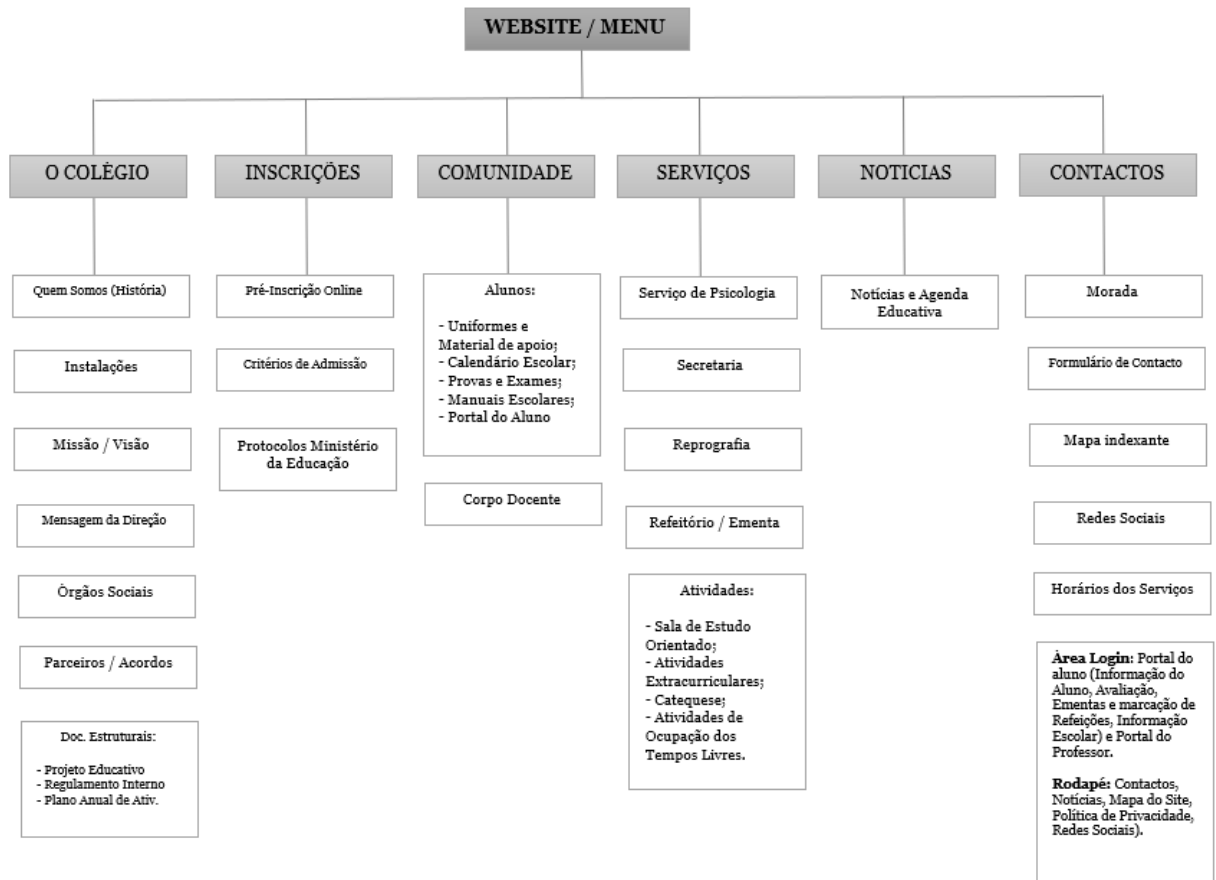 WEBSITE / MENU
O COLÉGIO
INSCRIÇÕES
COMUNIDADE
SERVIÇOS
NOTICIAS
CONTACTOS
Quem Somos (História)
Instalações
Missão / Visão
Mensagem da Direção
Órgãos Sociais
Parceiros / Acordos
Doc. Estruturais:
- Projeto Educativo
- Regulamento Interno
- Plano Anual de Ativ.
Pré-Inscrição Online
Critérios de Admissão
Protocolos Ministério
da Educação
Alunos:
- Uniformes e
Material de apoio;
- Calendário Escolar;
- Provas e Exames;
- Manuais Escolares;
- Portal do Aluno
Corpo Docente
Serviço de Psicologia
Secretaria
Reprografia
Refeitório / Ementa
Atividades:
- Sala de Estudo
Orientado;
- Atividades
Extracurriculares;
- Catequese;
- Atividades de
Ocupação dos
Tempos Livres.
Notícias e Agenda
Educativa
Morada
Formulário de Contacto
Mapa indexante
Redes Sociais
Horários dos Serviços
Área Login: Portal do
aluno (Informação do
Aluno, Avaliação,
Ementas e marcação de
Refeições, Informação
Escolar) e Portal do
Professor.
Rodapé: Contactos,
Notícias, Mapa do Site,
Política de Privacidade,
Redes Sociais).